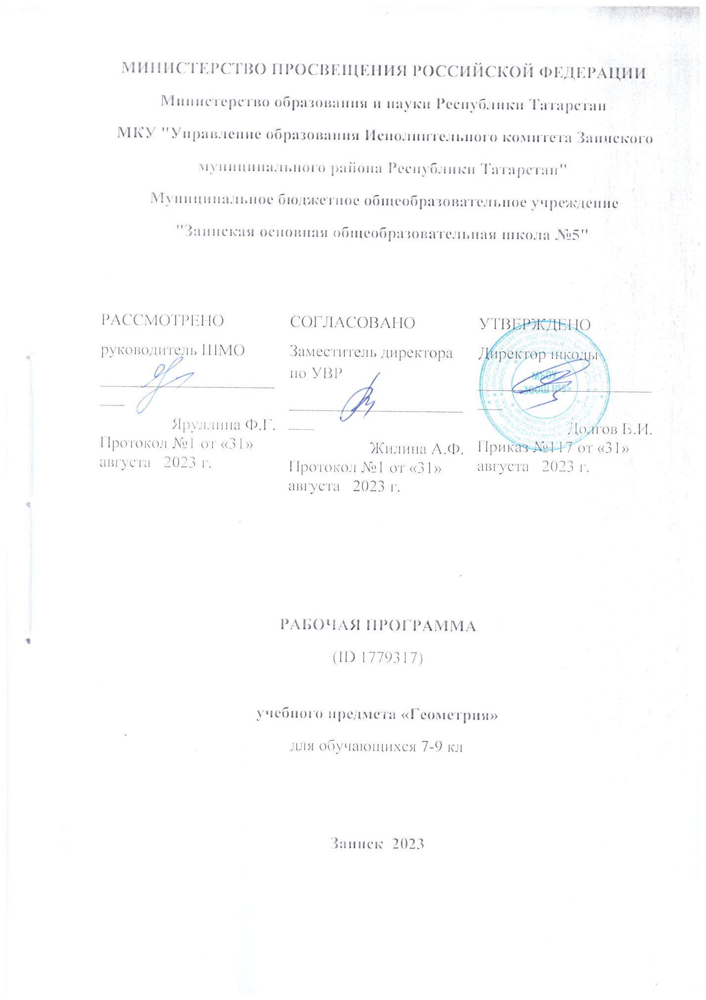 МИНИСТЕРСТВО ПРОСВЕЩЕНИЯ РОССИЙСКОЙ ФЕДЕРАЦИИ
Министерство образования и науки Республики Татарстан
МКУ "Управление образования Исполнительного комитета Заинского
муниципального района Республики Татарстан"
Муниципальное бюджетное общеобразовательное учреждение
"Заинская основная общеобразовательная школа №5"
РАССМОТРЕНО
руководитель ШМО
Яруллина Ф.Г.
Протокол №1 от «31»
августа 2023 г.
СОГЛАСОВАНО
Заместитель директора
по УВР
Жилина А.Ф.
Протокол №1 от «31»
августа 2023 г.
УТВЕРЖДЕНО
Директор школы
МБОУ
«ЗООШ №5»
Долгов В.И.
Приказ №117 от «31»
августа 2023 г.
РАБОЧАЯ ПРОГРАММА
(ID 1779317)
учебного предмета «Геометрия»
для обучающихся 7-9 кл
Заинск 2023